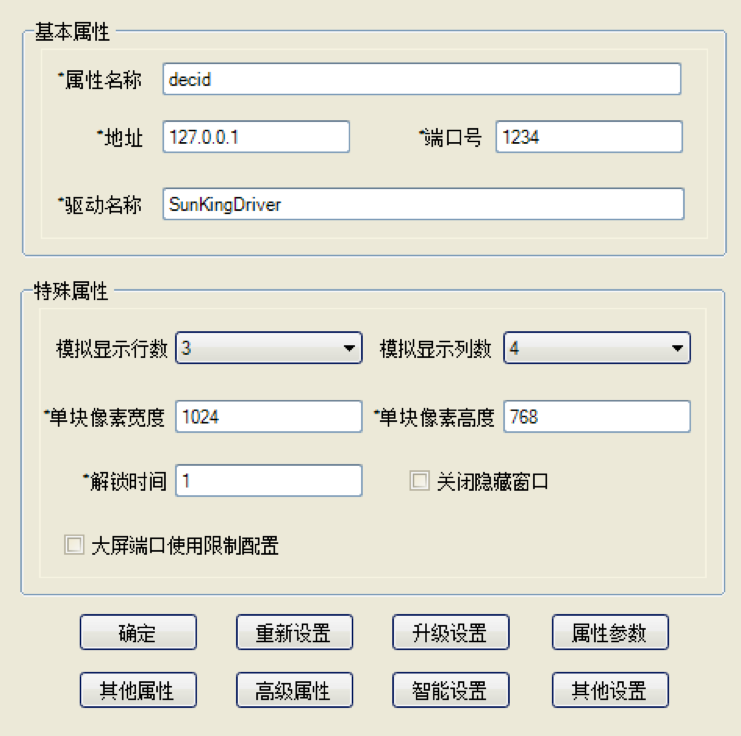 基本属性
*属性名称 decid
*地址 127.0.0.1 *端口号 1234
*驱动名称 SunKingDriver
特殊属性
模拟显示行数 3 模拟显示列数 4
*单块像素宽度 1024 *单块像素高度 768
*解锁时间 1 关闭隐藏窗口
大屏端口使用限制配置
确定 重新设置 升级设置 属性参数
其他属性 高级属性 智能设置 其他设置